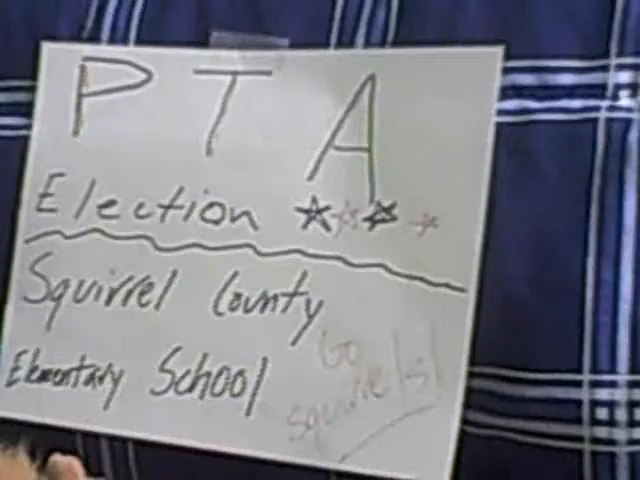 PTA
Election
Squirrel County
Elementary School
Go
squirrels!